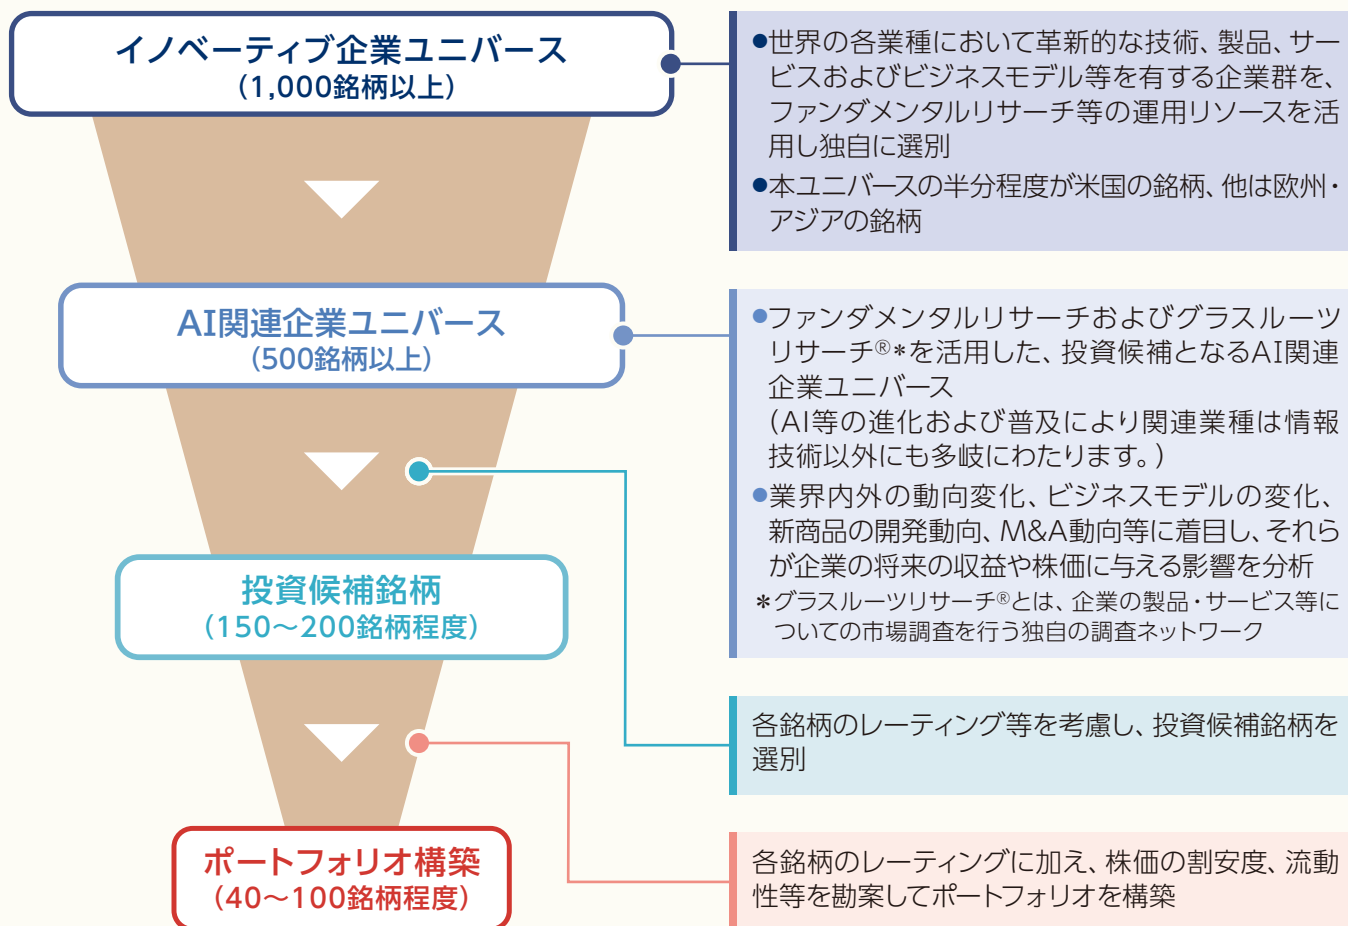 イノベーティブ企業ユニバース
(1,000銘柄以上)
●世界の各業種において革新的な技術、製品、サー
ビスおよびビジネスモデル等を有する企業群を、
ファンダメンタルリサーチ等の運用リソースを活
用し独自に選別
●本ユニバースの半分程度が米国の銘柄、他は欧州・
アジアの銘柄
AI関連企業ユニバース
(500銘柄以上)
●ファンダメンタルリサーチおよびグラスルーツ
リサーチ®*を活用した、投資候補となるAI関連
企業ユニバース
(AI等の進化および普及により関連業種は情報
技術以外にも多岐にわたります。)
●業界内外の動向変化、ビジネスモデルの変化、
新商品の開発動向、M&A動向等に着目し、それら
が企業の将来の収益や株価に与える影響を分析
*グラスルーツリサーチ®とは、企業の製品・サービス等に
ついての市場調査を行う独自の調査ネットワーク
投資候補銘柄
(150〜200銘柄程度)
各銘柄のレーティング等を考慮し、投資候補銘柄を
選別
ポートフォリオ構築
(40〜100銘柄程度)
各銘柄のレーティングに加え、株価の割安度、流動
性等を勘案してポートフォリオを構築